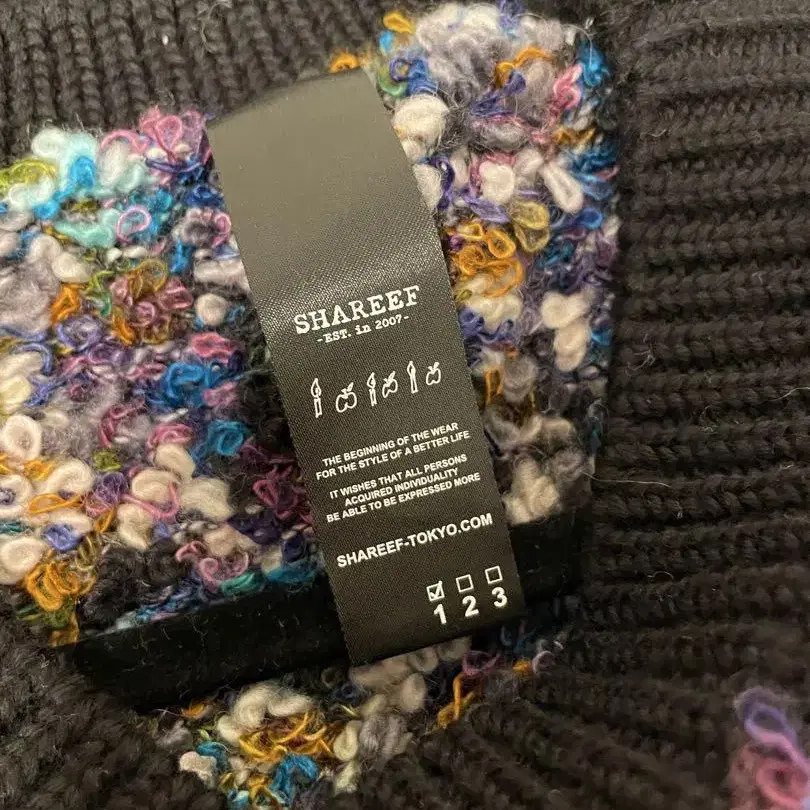 SHAREEF
-EST. in 2007-
THE BEGINNING OF THE WEAR
FOR THE STYLE OF A BETTER LIFE
IT WISHES THAT ALL PERSONS
ACQUIRED INDIVIDUALITY
BE ABLE TO BE EXPRESSED MORE
SHAREEF-TOKYO.COM
1 2 3